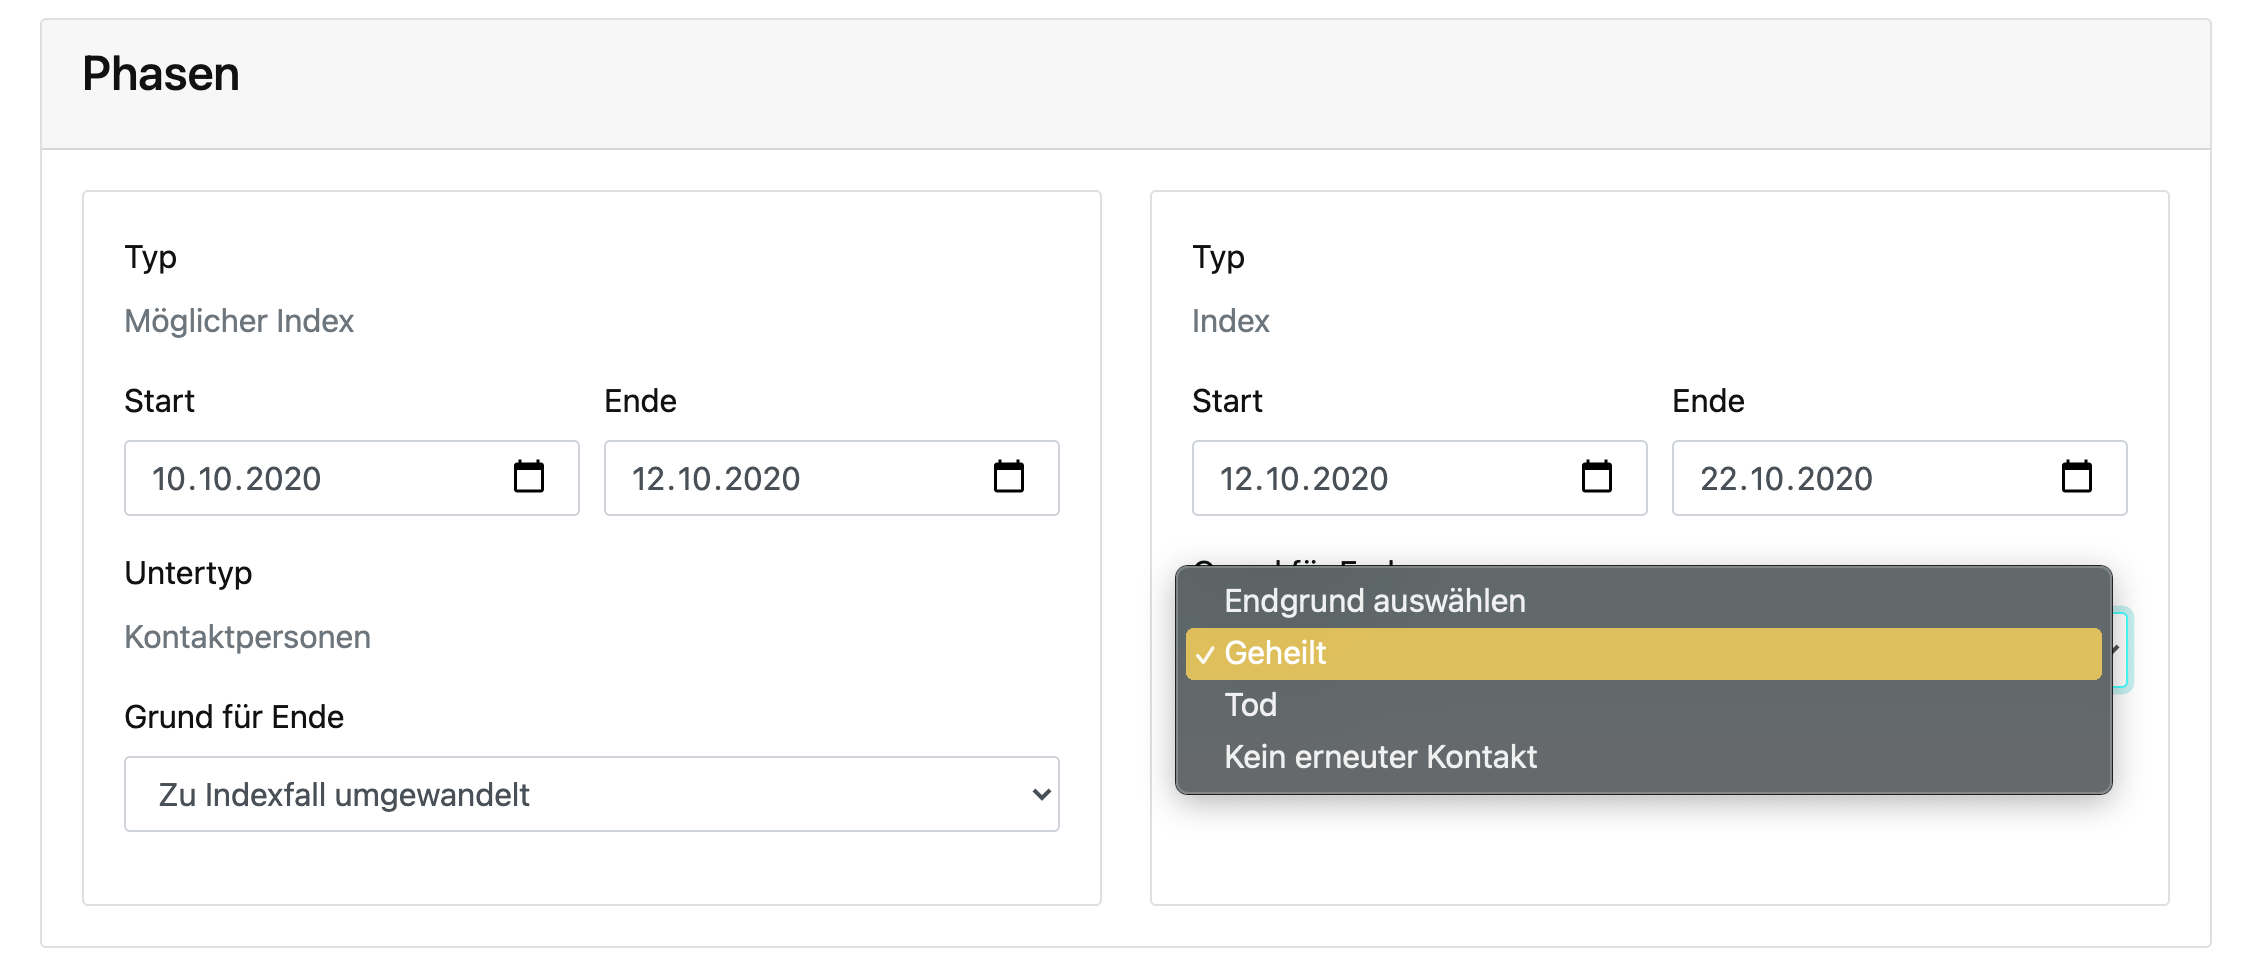 Phasen
Typ
Möglicher Index
Start
Ende
10.10.2020
12.10.2020
Untertyp
Kontaktpersonen
Grund für Ende
Zu Indexfall umgewandelt
Typ
Index
Start
Ende
12.10.2020
22.10.2020
Endgrund auswählen
✓ Geheilt
Tod
Kein erneuter Kontakt